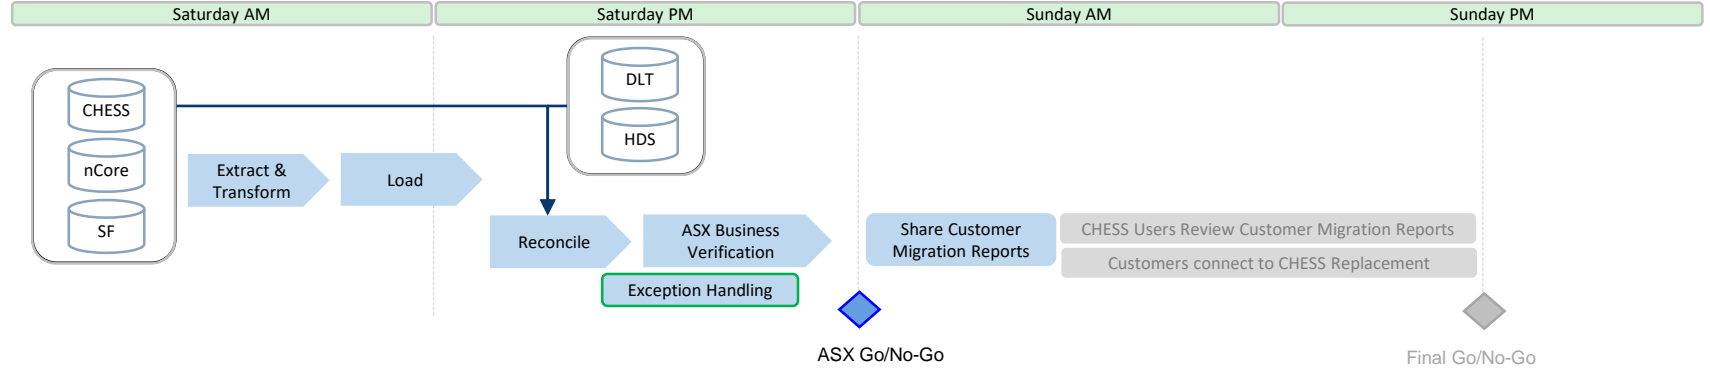 Saturday AM
Saturday PM
Sunday AM
Sunday PM
CHESS
nCore
SF
DLT
HDS
Extract &
Transform
Load
Reconcile
ASX Business
Verification
Exception Handling
Share Customer
Migration Reports
CHESS Users Review Customer Migration Reports
Customers connect to CHESS Replacement
ASX Go/No-Go
Final Go/No-Go